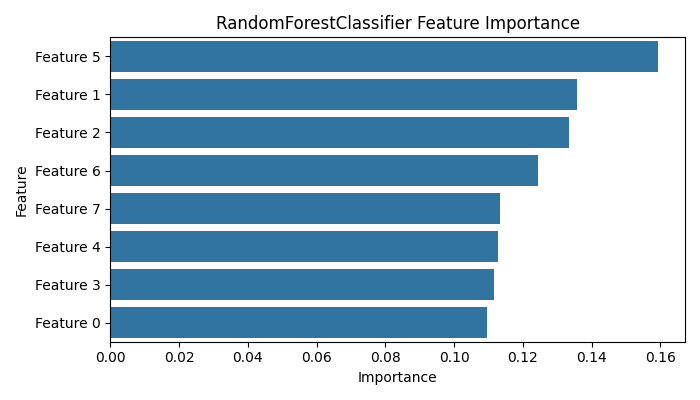 RandomForestClassifier Feature Importance
Feature
Feature 5
Feature 1
Feature 2
Feature 6
Feature 7
Feature 4
Feature 3
Feature 0
0.00 0.02 0.04 0.06 0.08 0.10 0.12 0.14 0.16
Importance